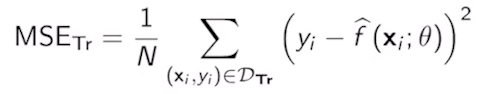 MSE_Tr = 1/N ∑_{(x_i,y_i)∈D_Tr} (y_i − f̂(x_i; θ))²